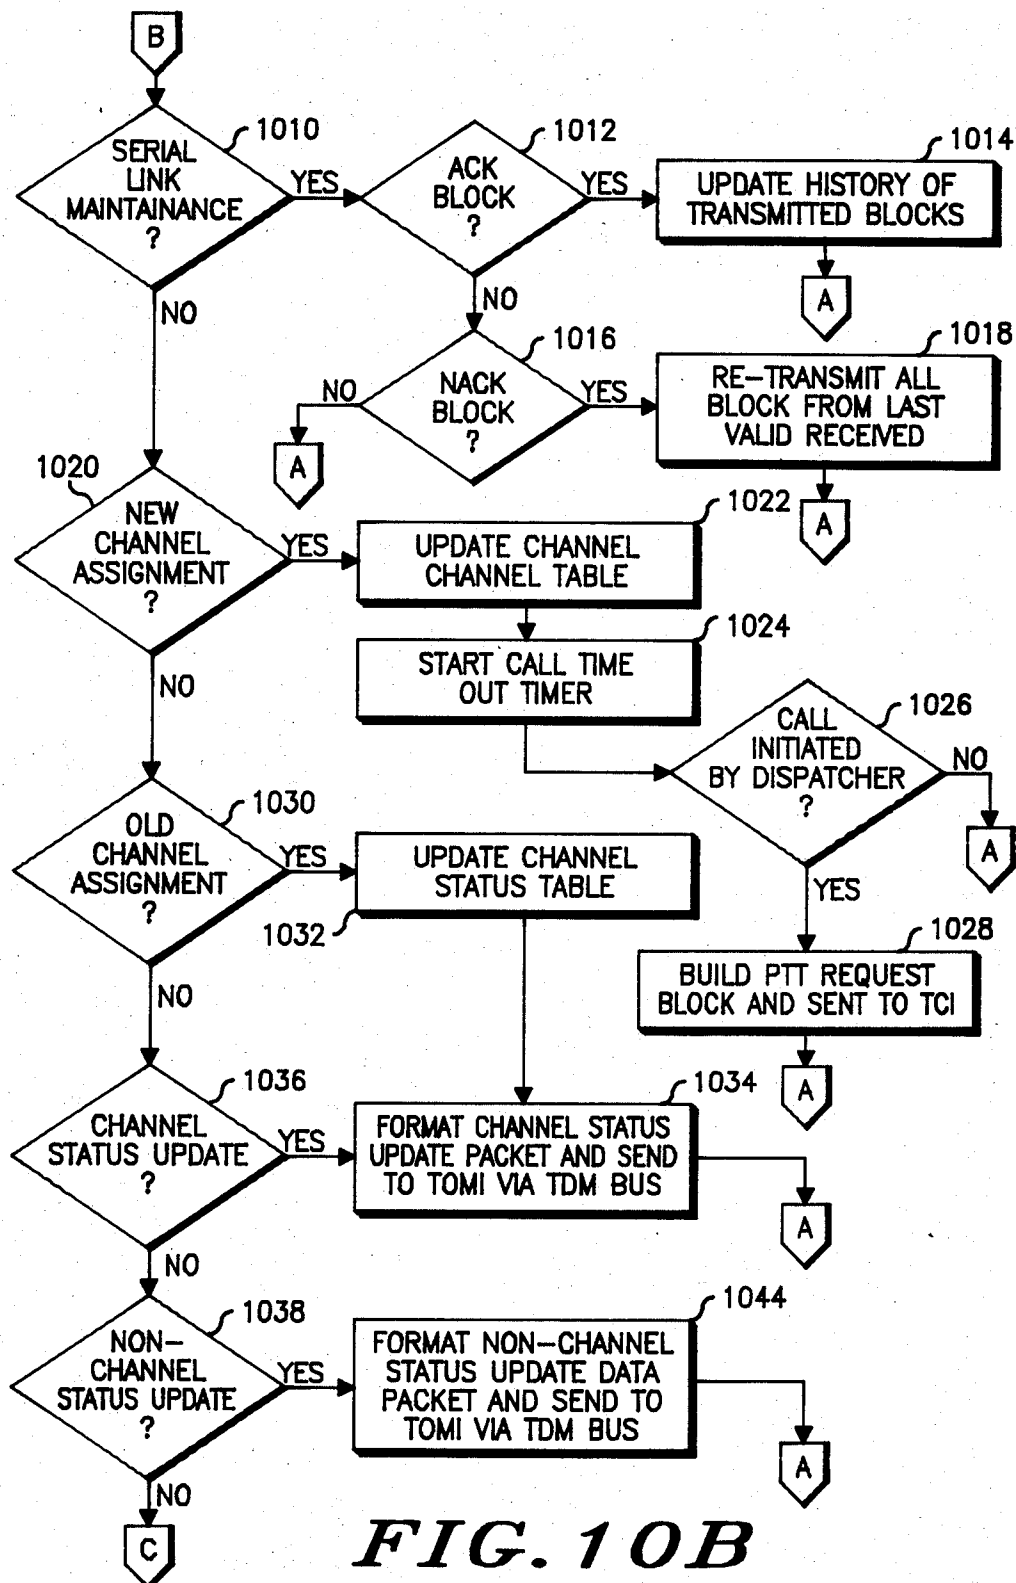 B
1010
SERIAL
LINK
MAINTAINANCE
?
YES
NO
1012
ACK
BLOCK
?
YES
NO
1014
UPDATE HISTORY OF
TRANSMITTED BLOCKS
A
1016
NACK
BLOCK
?
NO
A
YES
1018
RE-TRANSMIT ALL
BLOCK FROM LAST
VALID RECEIVED
A
1020
NEW
CHANNEL
ASSIGNMENT
?
YES
NO
1022
UPDATE CHANNEL
CHANNEL TABLE
1024
START CALL TIME
OUT TIMER
1026
CALL
INITIATED
BY DISPATCHER
?
NO
A
YES
1028
BUILD PTT REQUEST
BLOCK AND SENT TO TCI
A
1030
OLD
CHANNEL
ASSIGNMENT
?
YES
NO
UPDATE CHANNEL
STATUS TABLE
1032
1036
CHANNEL
STATUS UPDATE
?
YES
NO
1034
FORMAT CHANNEL STATUS
UPDATE PACKET AND SEND
TO TOMI VIA TDM BUS
A
1038
NON-
CHANNEL
STATUS UPDATE
?
YES
NO
1044
FORMAT NON-CHANNEL
STATUS UPDATE DATA
PACKET AND SEND TO
TOMI VIA TDM BUS
A
C
FIG. 10B